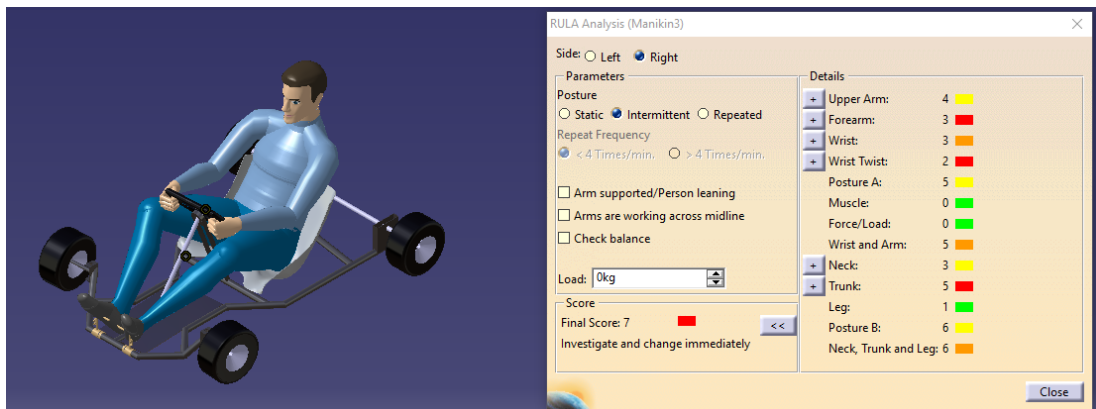 RULA Analysis (Manikin3)
Side: Left Right
Parameters
Posture
Static Intermittent Repeated
Repeat Frequency
< 4 Times/min. > 4 Times/min.
Arm supported/Person leaning
Arms are working across midline
Check balance
Load: 0kg
Score
Final Score: 7
<<
Investigate and change immediately
Details
+ Upper Arm: 4
+ Forearm: 3
+ Wrist: 3
+ Wrist Twist: 2
Posture A: 5
Muscle: 0
Force/Load: 0
Wrist and Arm: 5
+ Neck: 3
+ Trunk: 5
Leg: 1
Posture B: 6
Neck, Trunk and Leg: 6
Close